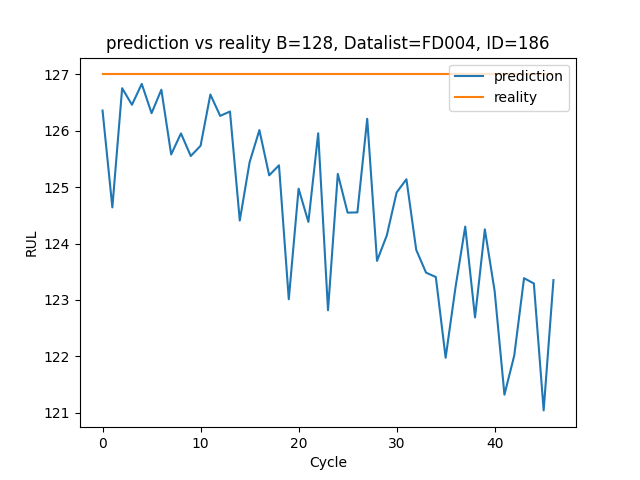 prediction vs reality B=128, Datalist=FD004, ID=186
127
126
125
124
123
122
121
RUL
prediction
reality
0
10
20
30
40
Cycle